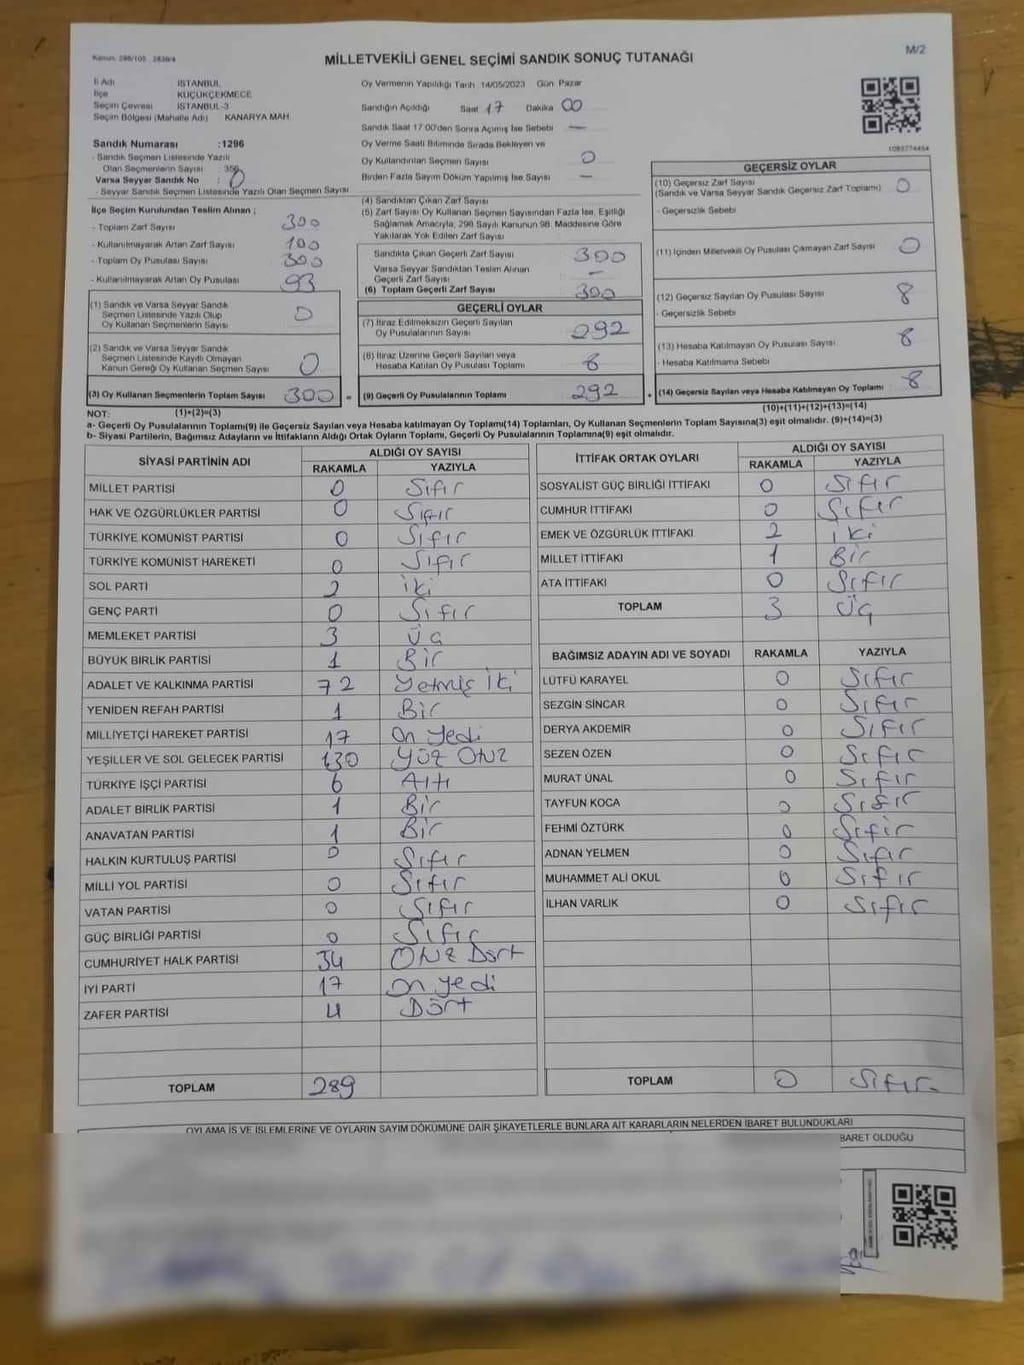 Kanun: 298/105 2839/4
MİLLETVEKİLİ GENEL SEÇİMİ SANDIK SONUÇ TUTANAĞI
M/2
İl Adı İSTANBUL
İlçe KÜÇÜKÇEKMECE
Seçim Çevresi İSTANBUL-3
Seçim Bölgesi (Mahalle Adı) KANARYA MAH.
Oy Vermenin Yapıldığı Tarih 14/05/2023 Gün Pazar
Sandığın Açıldığı Saat 17 Dakika 00
Sandık Saat 17:00'den Sonra Açılmış İse Sebebi —
Oy Verme Saati Bitiminde Sırada Bekleyen ve
Oy Kullandırılan Seçmen Sayısı 0
Birden Fazla Sayım Döküm Yapılmış İse Sayısı —
Sandık Numarası :1296
- Sandık Seçmen Listesinde Yazılı
Olan Seçmenlerin Sayısı : 356
Varsa Seyyar Sandık No : 0
- Seyyar Sandık Seçmen Listesinde Yazılı Olan Seçmen Sayısı
İlçe Seçim Kurulundan Teslim Alınan ;
- Toplam Zarf Sayısı 300
- Kullanılmayarak Artan Zarf Sayısı 100
- Toplam Oy Pusulası Sayısı 300
- Kullanılmayarak Artan Oy Pusulası 93
(1) Sandık ve Varsa Seyyar Sandık
Seçmen Listesinde Yazılı Olup
Oy Kullanan Seçmenlerin Sayısı 0
(2) Sandık ve Varsa Seyyar Sandık
Seçmen Listesinde Kayıtlı Olmayan
Kanun Gereği Oy Kullanan Seçmen Sayısı 0
(3) Oy Kullanan Seçmenlerin Toplam Sayısı 300 =
(4) Sandıktan Çıkan Zarf Sayısı
(5) Zarf Sayısı Oy Kullanan Seçmen Sayısından Fazla İse, Eşitliği
Sağlamak Amacıyla, 298 Sayılı Kanunun 98. Maddesine Göre
Yakılarak Yok Edilen Zarf Sayısı
Sandıkta Çıkan Geçerli Zarf Sayısı 300
Varsa Seyyar Sandıktan Teslim Alınan
Geçerli Zarf Sayısı —
(6) Toplam Geçerli Zarf Sayısı 300
GEÇERLİ OYLAR
(7) İtiraz Edilmeksizin Geçerli Sayılan
Oy Pusulalarının Sayısı 292
(8) İtiraz Üzerine Geçerli Sayılan veya
Hesaba Katılan Oy Pusulası Toplamı 8
(9) Geçerli Oy Pusulalarının Toplamı 292 +
1093774454
GEÇERSİZ OYLAR
(10) Geçersiz Zarf Sayısı
(Sandık ve Varsa Seyyar Sandık Geçersiz Zarf Toplamı) 0
- Geçersizlik Sebebi
(11) İçinden Milletvekili Oy Pusulası Çıkmayan Zarf Sayısı 0
(12) Geçersiz Sayılan Oy Pusulası Sayısı 8
- Geçersizlik Sebebi
(13) Hesaba Katılmayan Oy Pusulası Sayısı 8
- Hesaba Katılmama Sebebi
(14) Geçersiz Sayılan veya Hesaba Katılmayan Oy Toplamı 8
NOT: (1)+(2)=(3) (10)+(11)+(12)+(13)=(14)
a- Geçerli Oy Pusulalarının Toplamı(9) ile Geçersiz Sayılan veya Hesaba katılmayan Oy Toplamı(14) Toplamları, Oy Kullanan Seçmenlerin Toplam Sayısına(3) eşit olmalıdır. (9)+(14)=(3)
b- Siyasi Partilerin, Bağımsız Adayların ve İttifakların Aldığı Ortak Oyların Toplamı, Geçerli Oy Pusulalarının Toplamına(9) eşit olmalıdır.
SİYASİ PARTİNİN ADI ALDIĞI OY SAYISI
RAKAMLA YAZIYLA
MİLLET PARTİSİ 0 Sıfır
HAK VE ÖZGÜRLÜKLER PARTİSİ 0 Sıfır
TÜRKİYE KOMÜNİST PARTİSİ 0 Sıfır
TÜRKİYE KOMÜNİST HAREKETİ 0 Sıfır
SOL PARTİ 2 iki
GENÇ PARTİ 0 Sıfır
MEMLEKET PARTİSİ 3 Üç
BÜYÜK BİRLİK PARTİSİ 1 Bir
ADALET VE KALKINMA PARTİSİ 72 Yetmiş İki
YENİDEN REFAH PARTİSİ 1 Bir
MİLLİYETÇİ HAREKET PARTİSİ 17 On Yedi
YEŞİLLER VE SOL GELECEK PARTİSİ 130 Yüz Otuz
TÜRKİYE İŞÇİ PARTİSİ 6 Altı
ADALET BİRLİK PARTİSİ 1 Bir
ANAVATAN PARTİSİ 1 Bir
HALKIN KURTULUŞ PARTİSİ 0 Sıfır
MİLLİ YOL PARTİSİ 0 Sıfır
VATAN PARTİSİ 0 Sıfır
GÜÇ BİRLİĞİ PARTİSİ 0 Sıfır
CUMHURİYET HALK PARTİSİ 34 Otuz Dört
İYİ PARTİ 17 On yedi
ZAFER PARTİSİ 4 Dört
TOPLAM 289
İTTİFAK ORTAK OYLARI ALDIĞI OY SAYISI
RAKAMLA YAZIYLA
SOSYALİST GÜÇ BİRLİĞİ İTTİFAKI 0 Sıfır
CUMHUR İTTİFAKI 0 Sıfır
EMEK VE ÖZGÜRLÜK İTTİFAKI 2 iki
MİLLET İTTİFAKI 1 Bir
ATA İTTİFAKI 0 Sıfır
TOPLAM 3 Üç
BAĞIMSIZ ADAYIN ADI VE SOYADI RAKAMLA YAZIYLA
LÜTFÜ KARAYEL 0 Sıfır
SEZGİN SİNCAR 0 Sıfır
DERYA AKDEMİR 0 Sıfır
SEZEN ÖZEN 0 Sıfır
MURAT ÜNAL 0 Sıfır
TAYFUN KOCA 0 Sıfır
FEHMİ ÖZTÜRK 0 Sıfır
ADNAN YELMEN 0 Sıfır
MUHAMMET ALİ OKUL 0 Sıfır
İLHAN VARLIK 0 Sıfır
TOPLAM 0 Sıfır
OYLAMA İŞ VE İŞLEMLERİNE VE OYLARIN SAYIM DÖKÜMÜNE DAİR ŞİKAYETLERLE BUNLARA AİT KARARLARIN NELERDEN İBARET BULUNDUKLARI
BARET OLDUĞU